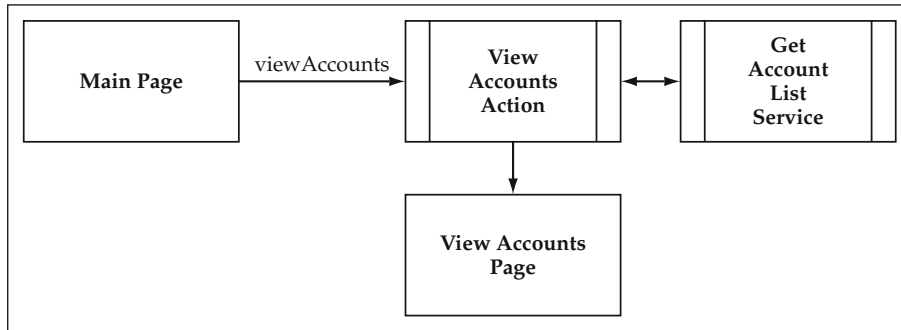 Main Page
viewAccounts
View
Accounts
Action
Get
Account
List
Service
View Accounts
Page